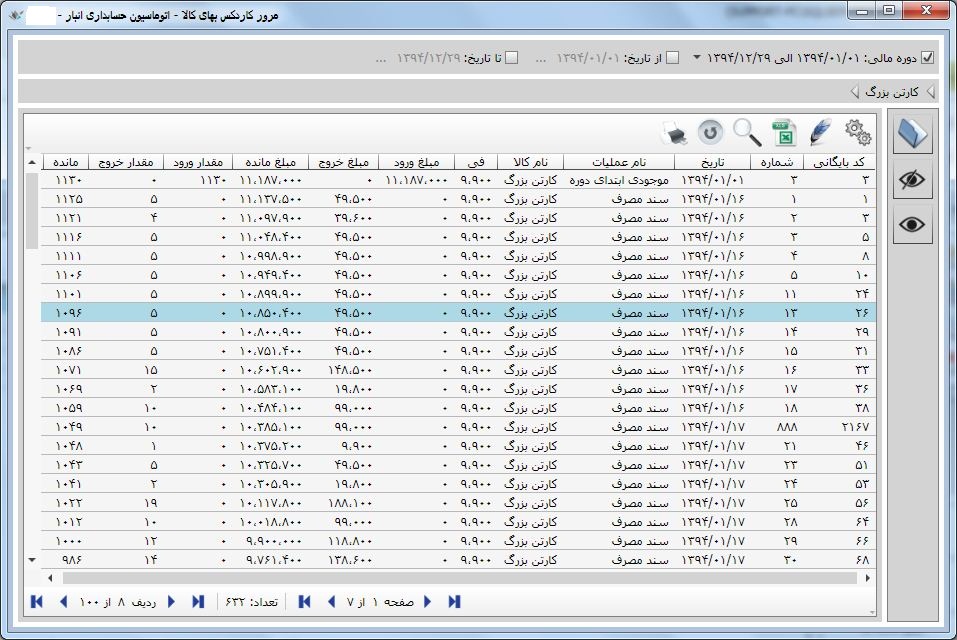 مرور کاردکس بهای کالا - اتوماسیون حسابداری انبار -
دوره مالی: ۱۳۹۴/۰۱/۰۱ الی ۱۳۹۴/۱۲/۲۹ از تاریخ: ۱۳۹۴/۰۱/۰۱ ... تا تاریخ: ۱۳۹۴/۱۲/۲۹ ...
کارتن بزرگ
کد بایگانی شماره تاریخ نام عملیات نام کالا فی مبلغ ورود مبلغ خروج مبلغ مانده مقدار ورود مقدار خروج مانده
۳ ۳ ۱۳۹۴/۰۱/۰۱ موجودی ابتدای دوره کارتن بزرگ ۹،۹۰۰ ۱۱،۱۸۷،۰۰۰ ۰ ۱۱،۱۸۷،۰۰۰ ۱۱۳۰ ۰ ۱۱۳۰
۱ ۱ ۱۳۹۴/۰۱/۱۶ سند مصرف کارتن بزرگ ۹،۹۰۰ ۰ ۴۹،۵۰۰ ۱۱،۱۳۷،۵۰۰ ۰ ۵ ۱۱۲۵
۳ ۲ ۱۳۹۴/۰۱/۱۶ سند مصرف کارتن بزرگ ۹،۹۰۰ ۰ ۳۹،۶۰۰ ۱۱،۰۹۷،۹۰۰ ۰ ۴ ۱۱۲۱
۵ ۳ ۱۳۹۴/۰۱/۱۶ سند مصرف کارتن بزرگ ۹،۹۰۰ ۰ ۴۹،۵۰۰ ۱۱،۰۴۸،۴۰۰ ۰ ۵ ۱۱۱۶
۸ ۴ ۱۳۹۴/۰۱/۱۶ سند مصرف کارتن بزرگ ۹،۹۰۰ ۰ ۴۹،۵۰۰ ۱۰،۹۹۸،۹۰۰ ۰ ۵ ۱۱۱۱
۱۰ ۵ ۱۳۹۴/۰۱/۱۶ سند مصرف کارتن بزرگ ۹،۹۰۰ ۰ ۴۹،۵۰۰ ۱۰،۹۴۹،۴۰۰ ۰ ۵ ۱۱۰۶
۲۴ ۱۱ ۱۳۹۴/۰۱/۱۶ سند مصرف کارتن بزرگ ۹،۹۰۰ ۰ ۴۹،۵۰۰ ۱۰،۸۹۹،۹۰۰ ۰ ۵ ۱۱۰۱
۲۶ ۱۳ ۱۳۹۴/۰۱/۱۶ سند مصرف کارتن بزرگ ۹،۹۰۰ ۰ ۴۹،۵۰۰ ۱۰،۸۵۰،۴۰۰ ۰ ۵ ۱۰۹۶
۲۹ ۱۴ ۱۳۹۴/۰۱/۱۶ سند مصرف کارتن بزرگ ۹،۹۰۰ ۰ ۴۹،۵۰۰ ۱۰،۸۰۰،۹۰۰ ۰ ۵ ۱۰۹۱
۳۱ ۱۵ ۱۳۹۴/۰۱/۱۶ سند مصرف کارتن بزرگ ۹،۹۰۰ ۰ ۴۹،۵۰۰ ۱۰،۷۵۱،۴۰۰ ۰ ۵ ۱۰۸۶
۳۳ ۱۶ ۱۳۹۴/۰۱/۱۶ سند مصرف کارتن بزرگ ۹،۹۰۰ ۰ ۱۴۸،۵۰۰ ۱۰،۶۰۲،۹۰۰ ۰ ۱۵ ۱۰۷۱
۳۶ ۱۷ ۱۳۹۴/۰۱/۱۶ سند مصرف کارتن بزرگ ۹،۹۰۰ ۰ ۱۹،۸۰۰ ۱۰،۵۸۳،۱۰۰ ۰ ۲ ۱۰۶۹
۳۸ ۱۸ ۱۳۹۴/۰۱/۱۶ سند مصرف کارتن بزرگ ۹،۹۰۰ ۰ ۹۹،۰۰۰ ۱۰،۴۸۴،۱۰۰ ۰ ۱۰ ۱۰۵۹
۲۱۶۷ ۸۸۸ ۱۳۹۴/۰۱/۱۷ سند مصرف کارتن بزرگ ۹،۹۰۰ ۰ ۹۹،۰۰۰ ۱۰،۳۸۵،۱۰۰ ۰ ۱۰ ۱۰۴۹
۴۶ ۲۱ ۱۳۹۴/۰۱/۱۷ سند مصرف کارتن بزرگ ۹،۹۰۰ ۰ ۹،۹۰۰ ۱۰،۳۷۵،۲۰۰ ۰ ۱ ۱۰۴۸
۵۱ ۲۳ ۱۳۹۴/۰۱/۱۷ سند مصرف کارتن بزرگ ۹،۹۰۰ ۰ ۴۹،۵۰۰ ۱۰،۳۲۵،۷۰۰ ۰ ۵ ۱۰۴۳
۵۳ ۲۴ ۱۳۹۴/۰۱/۱۷ سند مصرف کارتن بزرگ ۹،۹۰۰ ۰ ۱۹،۸۰۰ ۱۰،۳۰۵،۹۰۰ ۰ ۲ ۱۰۴۱
۵۶ ۲۵ ۱۳۹۴/۰۱/۱۷ سند مصرف کارتن بزرگ ۹،۹۰۰ ۰ ۱۸۸،۱۰۰ ۱۰،۱۱۷،۸۰۰ ۰ ۱۹ ۱۰۲۲
۶۴ ۲۸ ۱۳۹۴/۰۱/۱۷ سند مصرف کارتن بزرگ ۹،۹۰۰ ۰ ۹۹،۰۰۰ ۱۰،۰۱۸،۸۰۰ ۰ ۱۰ ۱۰۱۲
۶۶ ۲۹ ۱۳۹۴/۰۱/۱۷ سند مصرف کارتن بزرگ ۹،۹۰۰ ۰ ۱۱۸،۸۰۰ ۹،۹۰۰،۰۰۰ ۰ ۱۲ ۱۰۰۰
۶۸ ۳۰ ۱۳۹۴/۰۱/۱۷ سند مصرف کارتن بزرگ ۹،۹۰۰ ۰ ۱۳۸،۶۰۰ ۹،۷۶۱،۴۰۰ ۰ ۱۴ ۹۸۶
صفحه ۱ از ۷ تعداد: ۶۳۲ ردیف ۸ از ۱۰۰